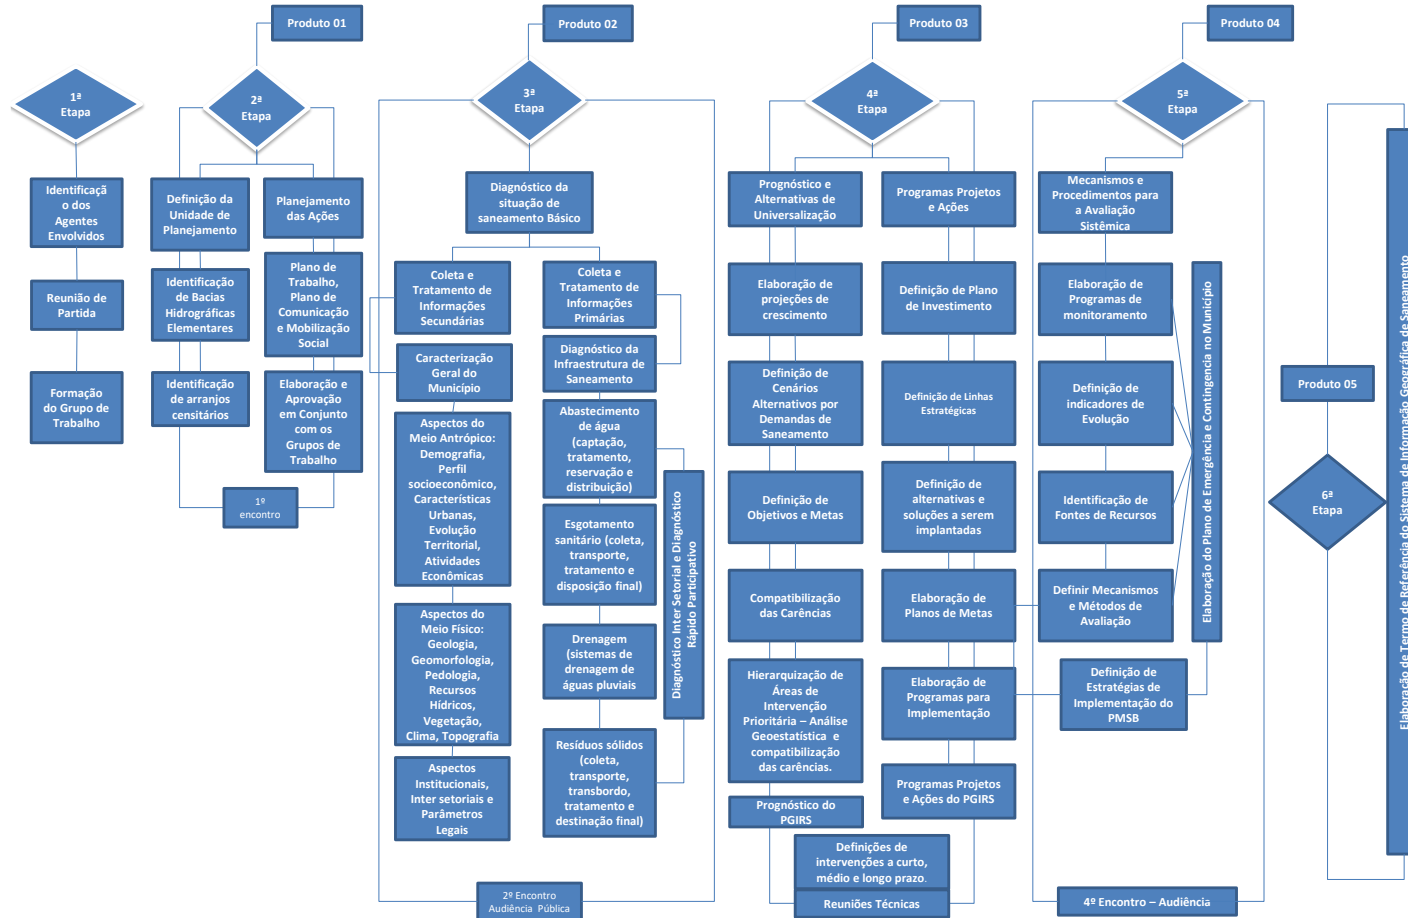 Produto 01
1ª
Etapa
2ª
Etapa
Identificaçã
o dos
Agentes
Envolvidos
Reunião de
Partida
Formação
do Grupo de
Trabalho
Definição da
Unidade de
Planejamento
Identificação
de Bacias
Hidrográficas
Elementares
Identificação
de arranjos
censitários
Planejamento
das Ações
Plano de
Trabalho,
Plano de
Comunicação
e Mobilização
Social
Elaboração e
Aprovação
em Conjunto
com os
Grupos de
Trabalho
1º
encontro
Produto 02
3ª
Etapa
Diagnóstico da
situação de
saneamento Básico
Coleta e
Tratamento de
Informações
Secundárias
Caracterização
Geral do
Município
Aspectos do
Meio Antrópico:
Demografia,
Perfil
socioeconômico,
Características
Urbanas,
Evolução
Territorial,
Atividades
Econômicas
Aspectos do
Meio Físico:
Geologia,
Geomorfologia,
Pedologia,
Recursos
Hídricos,
Vegetação,
Clima, Topografia
Aspectos
Institucionais,
Inter setoriais e
Parâmetros
Legais
Coleta e
Tratamento de
Informações
Primárias
Diagnóstico da
Infraestrutura de
Saneamento
Abastecimento
de água
(captação,
tratamento,
reservação e
distribuição)
Esgotamento
sanitário (coleta,
transporte,
tratamento e
disposição final)
Drenagem
(sistemas de
drenagem de
águas pluviais
Resíduos sólidos
(coleta,
transporte,
transbordo,
tratamento e
destinação final)
Diagnóstico Inter Setorial e Diagnóstico
Rápido Participativo
2º Encontro
Audiência Pública
Produto 03
4ª
Etapa
Prognóstico e
Alternativas de
Universalização
Elaboração de
projeções de
crescimento
Definição de
Cenários
Alternativos por
Demandas de
Saneamento
Definição de
Objetivos e Metas
Compatibilização
das Carências
Hierarquização de
Áreas de
Intervenção
Prioritária – Análise
Geoestatística e
compatibilização
das carências.
Prognóstico do
PGIRS
Programas Projetos
e Ações
Definição de Plano
de Investimento
Definição de Linhas
Estratégicas
Definição de
alternativas e
soluções a serem
implantadas
Elaboração de
Planos de Metas
Elaboração de
Programas para
Implementação
Programas Projetos
e Ações do PGIRS
Definições de
intervenções a curto,
médio e longo prazo.
Reuniões Técnicas
Produto 04
5ª
Etapa
Mecanismos e
Procedimentos para
a Avaliação
Sistêmica
Elaboração de
Programas de
monitoramento
Definição de
indicadores de
Evolução
Identificação de
Fontes de Recursos
Definir Mecanismos
e Métodos de
Avaliação
Definição de
Estratégias de
Implementação do
PMSB
Elaboração do Plano de Emergência e Contingencia no Município
4º Encontro – Audiência
Produto 05
6ª
Etapa
Elaboração de Termo de Referência do Sistema de Informação Geográfica de Saneamento